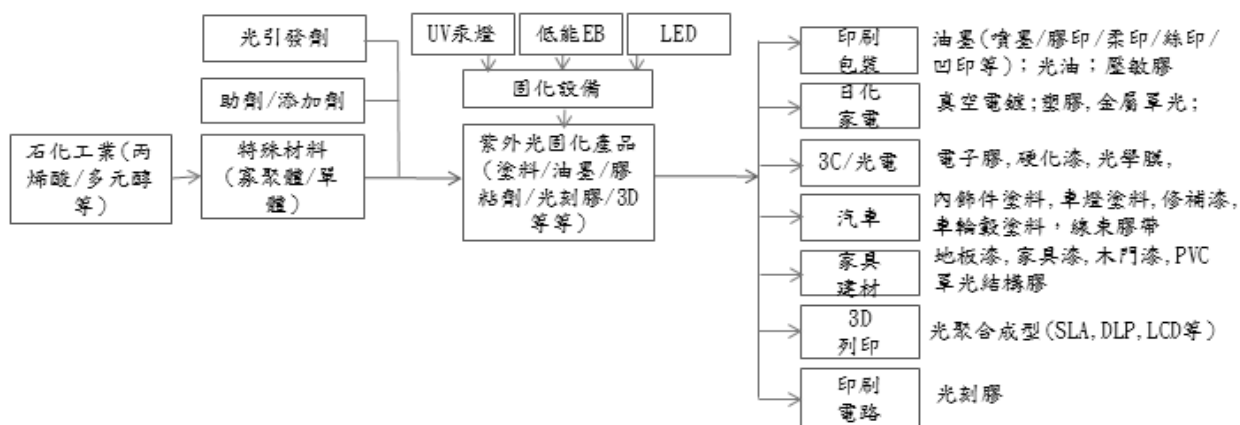 光引發劑
UV汞燈
低能EB
LED
固化設備
助劑/添加劑
石化工業(丙
烯酸/多元醇
等)
特殊材料
(寡聚體/單
體)
紫外光固化產品
(塗料/油墨/膠
粘劑/光刻膠/3D
等等)
印刷
包裝
油墨(噴墨/膠印/柔印/絲印/
凹印等)；光油；壓敏膠
日化
家電
真空電鍍;塑膠,金屬罩光;
3C/光電
電子膠,硬化漆,光學膜,
汽車
內飾件塗料,車燈塗料,修補漆,
車輪轂塗料，線束膠帶
家具
建材
地板漆,家具漆,木門漆,PVC
罩光結構膠
3D
列印
光聚合成型(SLA,DLP,LCD等)
印刷
電路
光刻膠